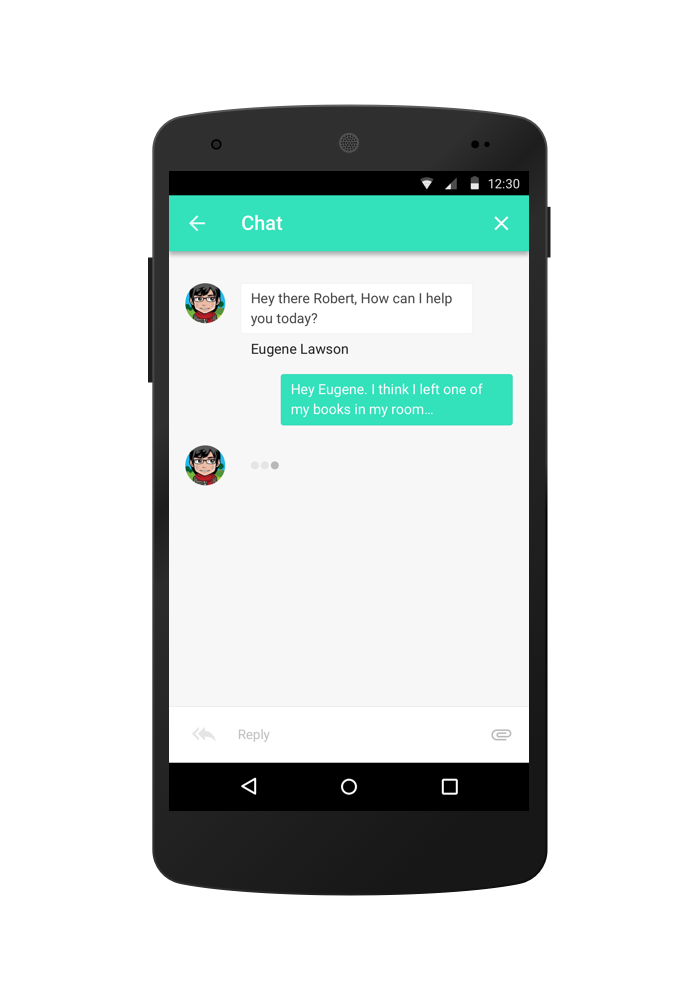 12:30
Chat
Hey there Robert, How can I help
you today?
Eugene Lawson
Hey Eugene. I think I left one of
my books in my room...
Reply